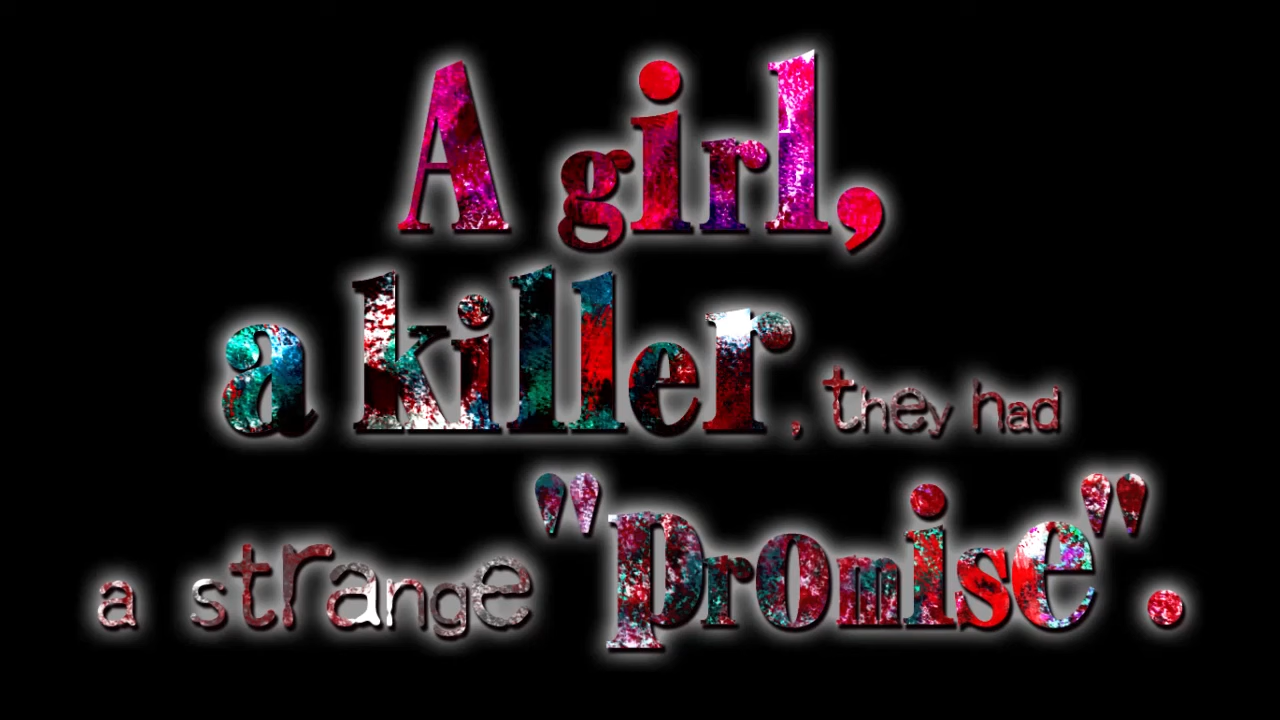 A girl,
a killer, they had
a strange "promise".